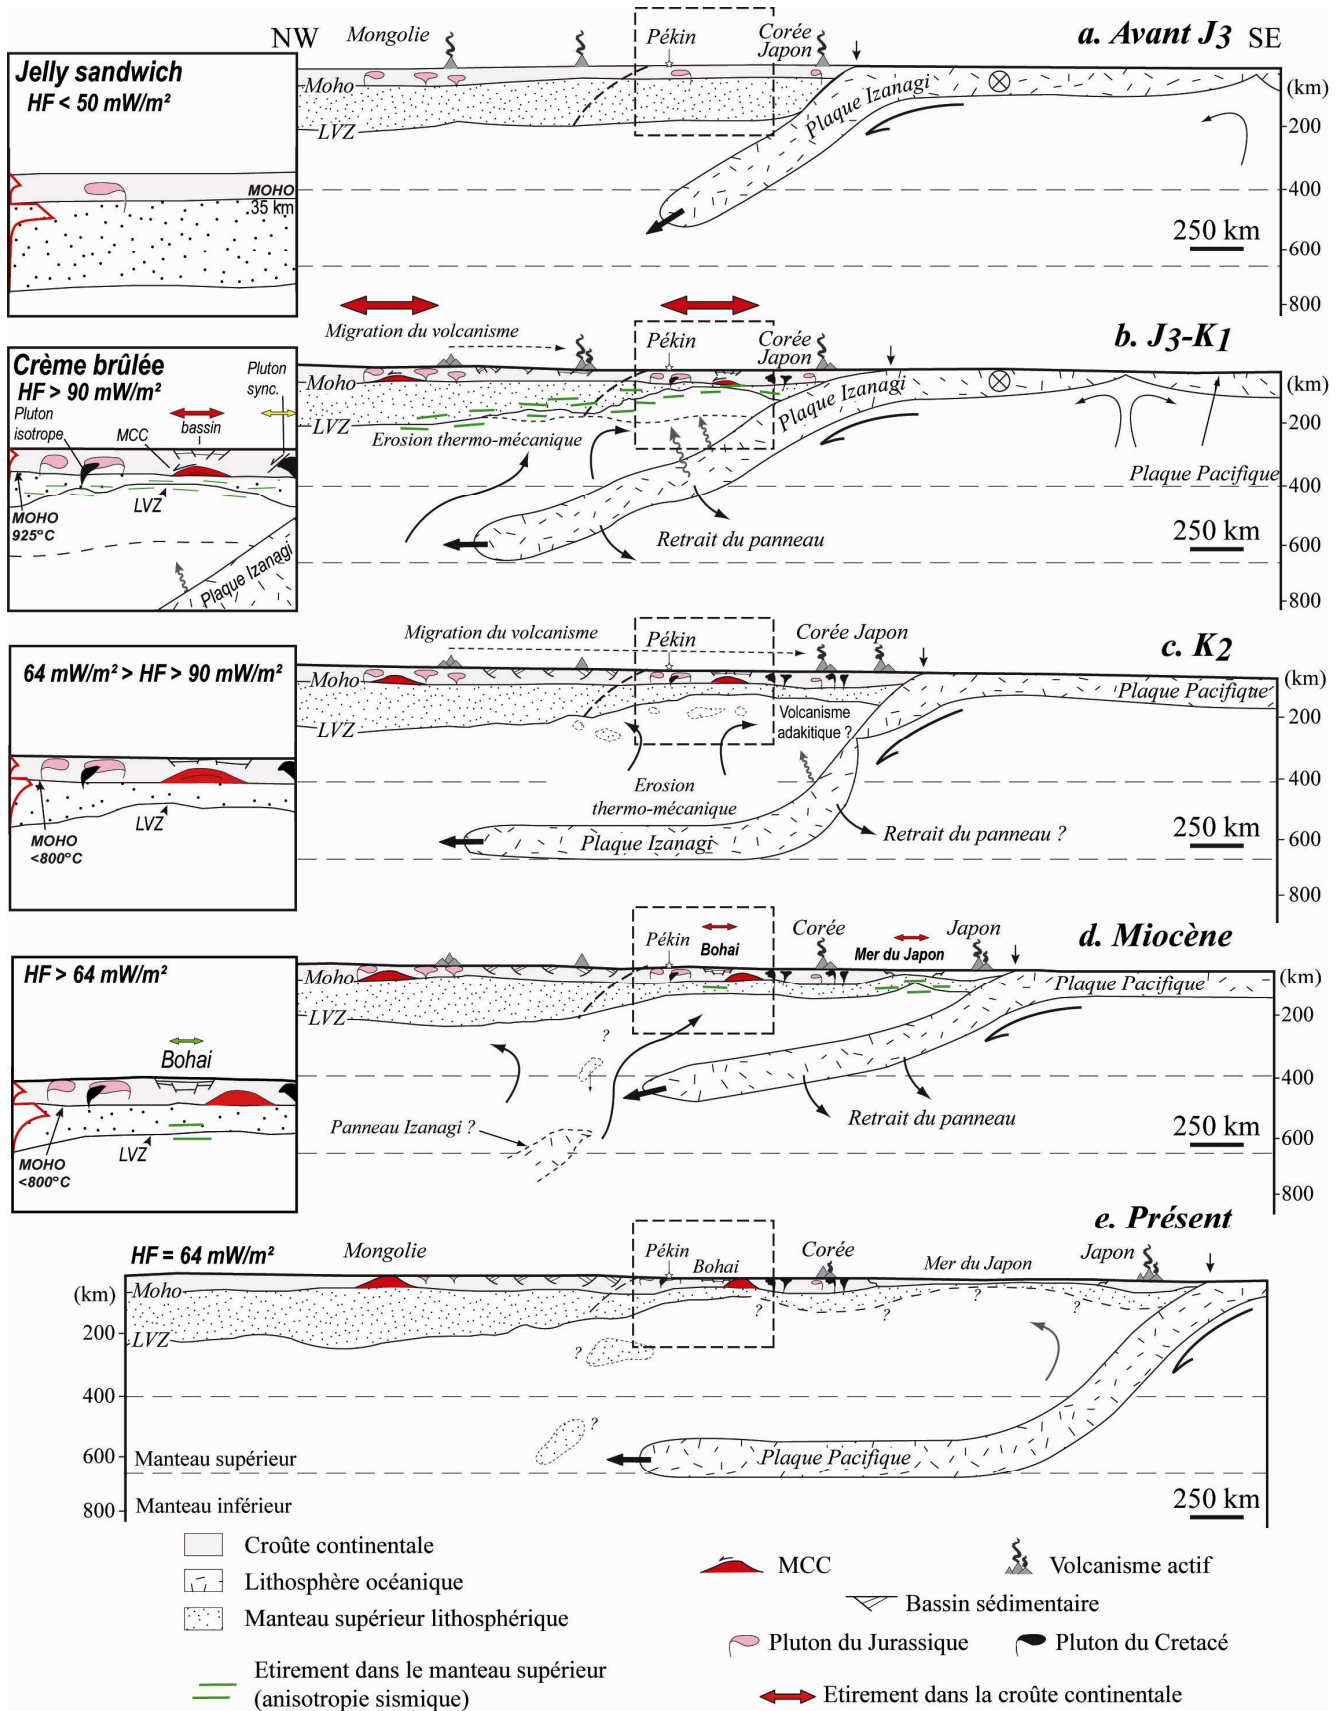 NW
Mongolie
Pékin
Corée
Japon
a. Avant J3
SE
Jelly sandwich
HF < 50 mW/m²
Moho
LVZ
Plaque Izanagi
(km)
200
400
600
800
250 km
MOHO
35 km
Migration du volcanisme
Pékin
Corée
Japon
b. J3-K1
Crème brûlée
HF > 90 mW/m²
Pluton
sync.
Pluton
isotrope
MCC
bassin
LVZ
MOHO
925°C
Plaque Izanagi
Moho
LVZ
Erosion thermo-mécanique
Plaque Izanagi
Retrait du panneau
Plaque Pacifique
(km)
200
400
600
800
250 km
Migration du volcanisme
Pékin
Corée Japon
c. K2
64 mW/m² > HF > 90 mW/m²
MOHO
<800°C
LVZ
Moho
LVZ
Volcanisme
adakitique ?
Erosion
thermo-mécanique
Plaque Izanagi
Retrait du panneau ?
Plaque Pacifique
(km)
200
400
600
800
250 km
Pékin
Bohai
Corée
Mer du Japon
Japon
d. Miocène
HF > 64 mW/m²
Bohai
LVZ
MOHO
<800°C
Moho
LVZ
?
Panneau Izanagi ?
Retrait du panneau
Plaque Pacifique
(km)
200
400
600
800
250 km
e. Présent
HF = 64 mW/m²
Mongolie
Pékin
Bohai
Corée
Mer du Japon
Japon
(km)
Moho
200
LVZ
400
600
800
?
?
?
?
?
?
Manteau supérieur
Manteau inférieur
Plaque Pacifique
250 km
Croûte continentale
Lithosphère océanique
Manteau supérieur lithosphérique
Etirement dans le manteau supérieur
(anisotropie sismique)
MCC
Volcanisme actif
Bassin sédimentaire
Pluton du Jurassique
Pluton du Cretacé
Etirement dans la croûte continentale